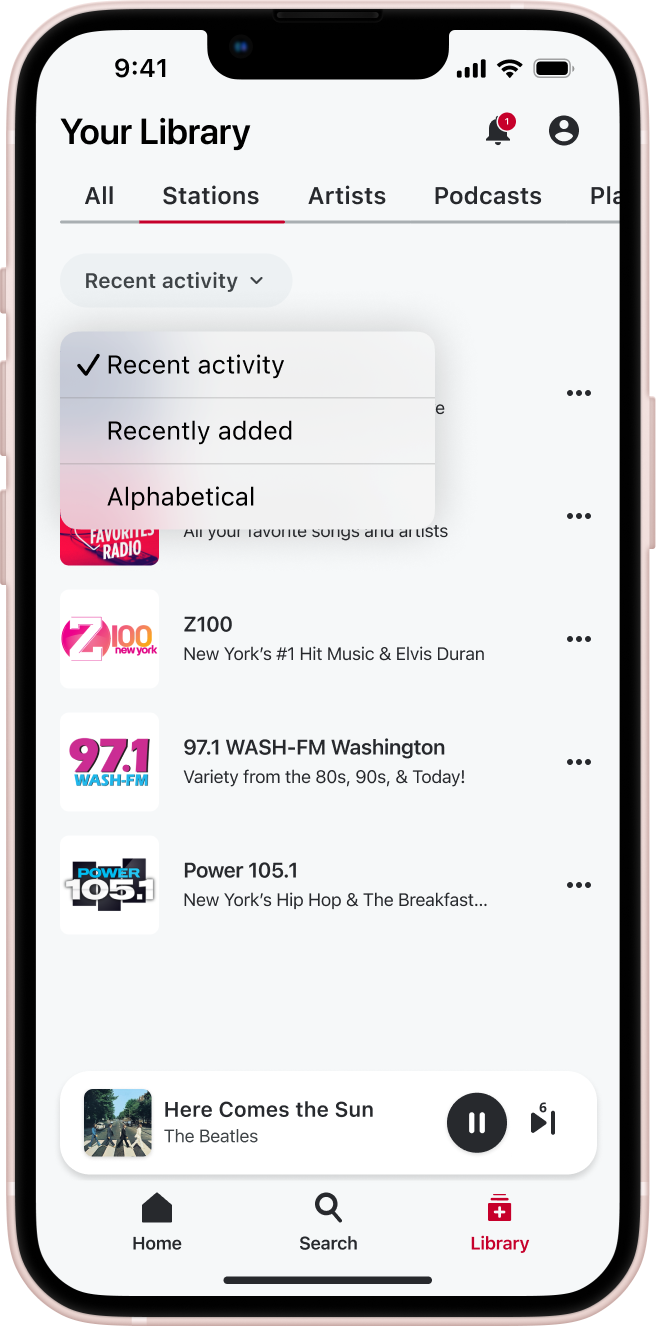 9:41
Your Library
1
All Stations Artists Podcasts Pla
Recent activity
Recent activity
e
Recently added
Alphabetical
FAVORITES
RADIO
All your favorite songs and artists
Z100
new york
Z100
New York’s #1 Hit Music & Elvis Duran
97.1
WASH-FM
97.1 WASH-FM Washington
Variety from the 80s, 90s, & Today!
POWER
105.1
Power 105.1
New York’s Hip Hop & The Breakfast...
Here Comes the Sun
The Beatles
6
Home Search Library